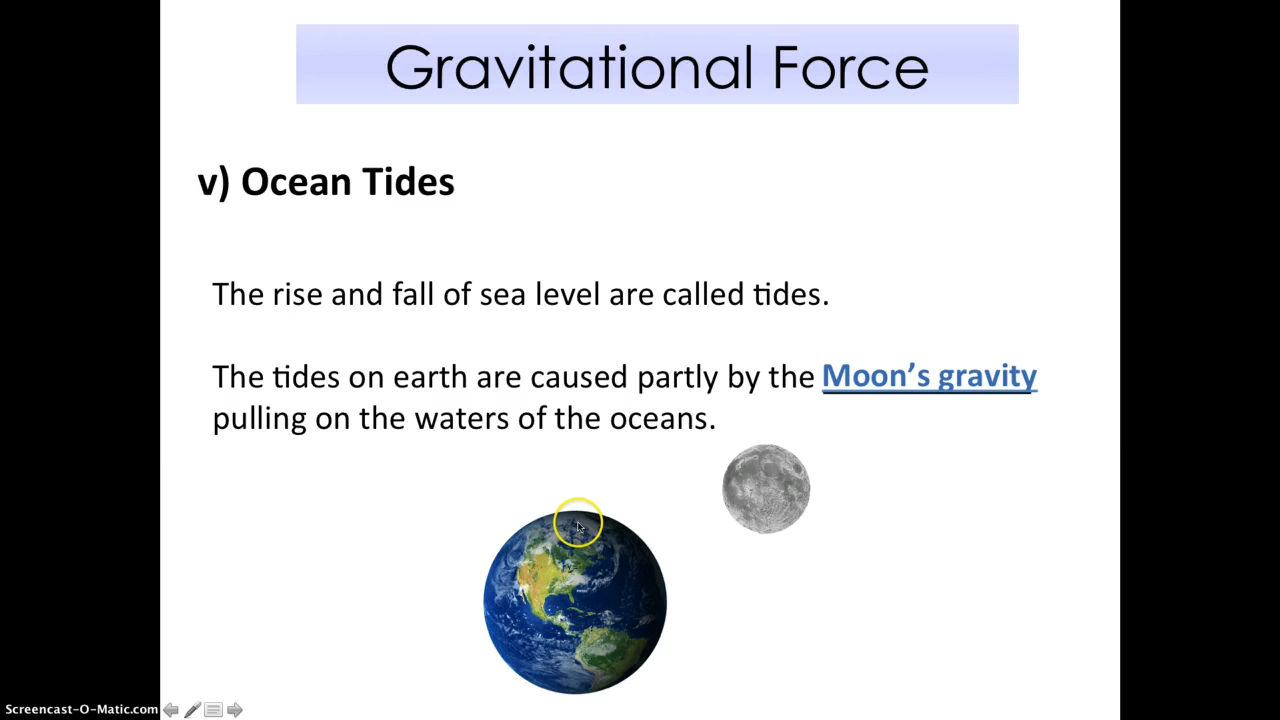 Gravitational Force
v) Ocean Tides
The rise and fall of sea level are called tides.
The tides on earth are caused partly by the Moon’s gravity
pulling on the waters of the oceans.
Screencast-O-Matic.com